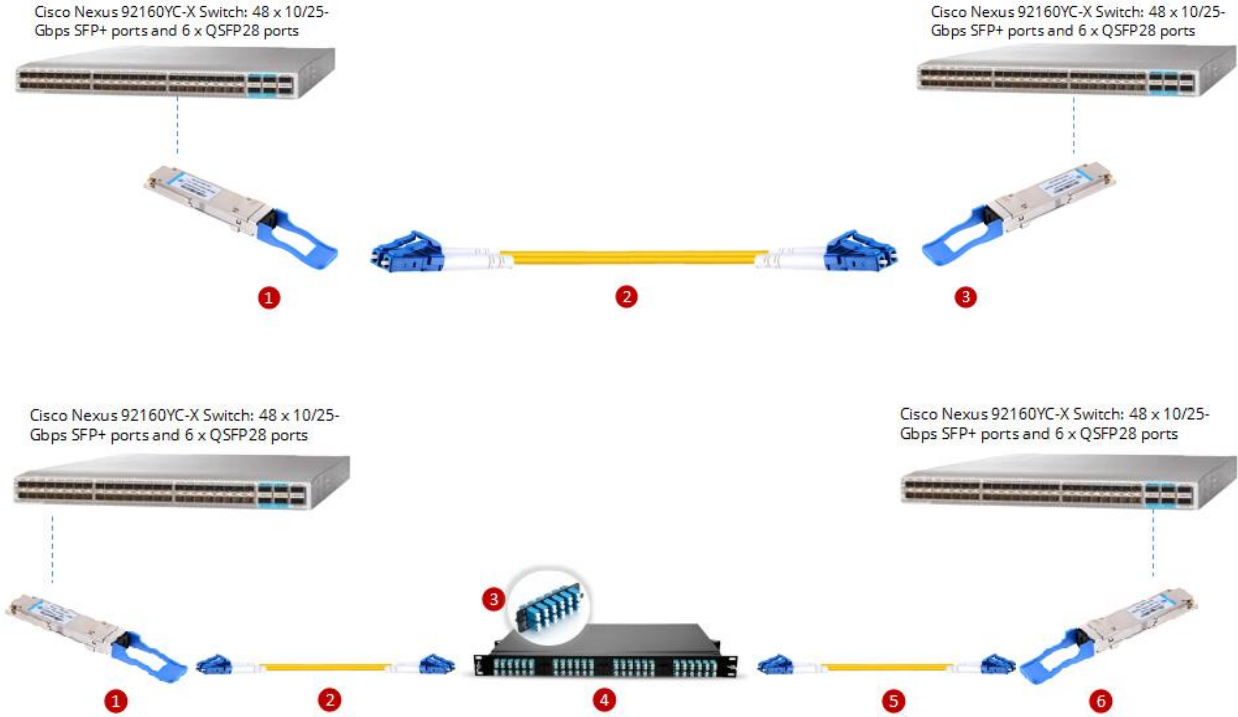 Cisco Nexus 92160YC-X Switch: 48 x 10/25-
Gbps SFP+ ports and 6 x QSFP28 ports
Cisco Nexus 92160YC-X Switch: 48 x 10/25-
Gbps SFP+ ports and 6 x QSFP28 ports
1
2
3
Cisco Nexus 92160YC-X Switch: 48 x 10/25-
Gbps SFP+ ports and 6 x QSFP28 ports
Cisco Nexus 92160YC-X Switch: 48 x 10/25-
Gbps SFP+ ports and 6 x QSFP28 ports
3
1
2
4
5
6